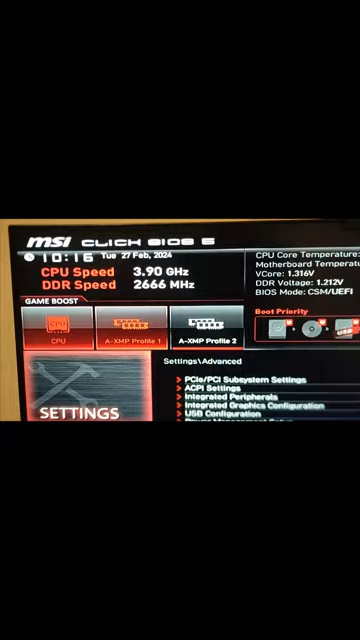 msi CLICK BIOS 5
10:16 Tue 27 Feb, 2024
CPU Speed 3.90 GHz
DDR Speed 2666 MHz
CPU Core Temperature:
Motherboard
VCore: 1.316V
DDR Voltage: 1.212V
BIOS Mode: CSM/UEFI
GAME BOOST
CPU
A-XMP Profile 1
A-XMP Profile 2
Boot Priority
USB
SETTINGS
Settings\Advanced
PCIe/PCI Subsystem Settings
ACPI Settings
Integrated Peripherals
Integrated Graphics Configuration
USB Configuration